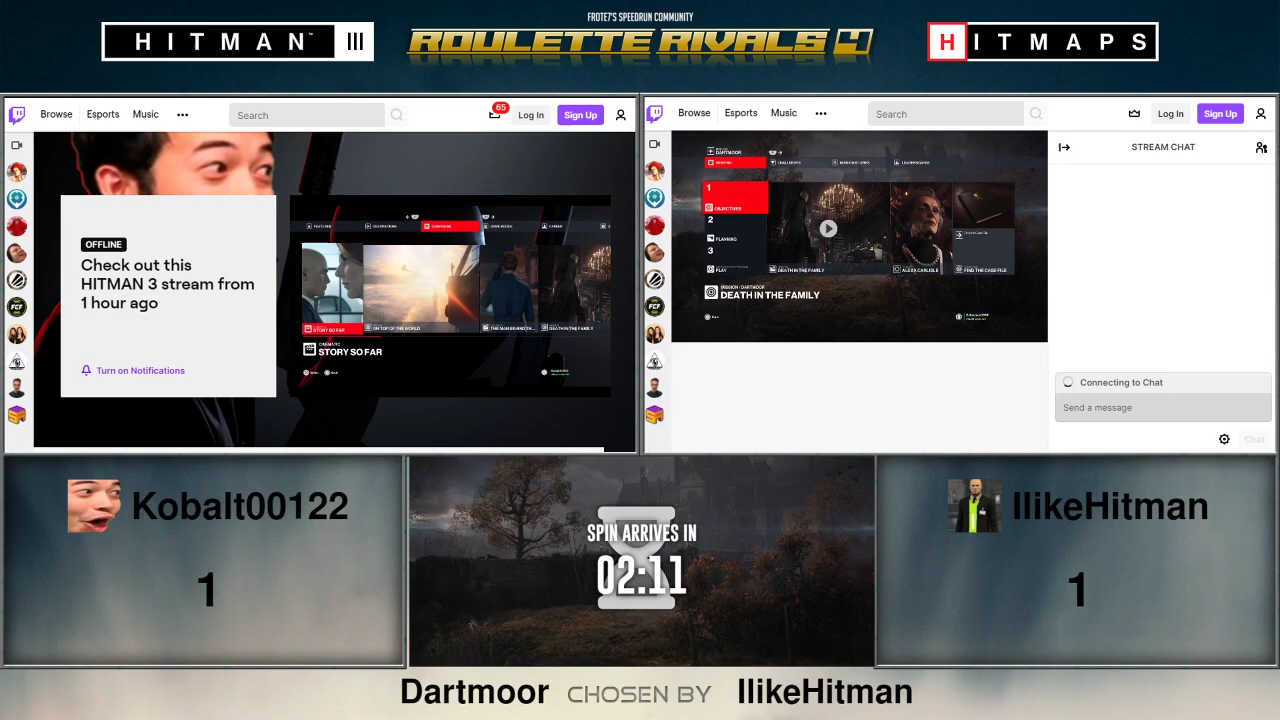 HITMAN™ III
FROTE7'S SPEEDRUN COMMUNITY
ROULETTE RIVALS 4
HITMAPS
Browse Esports Music Search 65 Log In Sign Up
OFFLINE
Check out this
HITMAN 3 stream from
1 hour ago
Turn on Notifications
STORY SO FAR
ON TOP OF THE WORLD
DEATH IN THE FAMILY
CINEMATIC
STORY SO FAR
Browse Esports Music Search Log In Sign Up
STREAM CHAT
DARTMOOR
CHALLENGES
1
OBJECTIVES
2
PLANNING
3
PLAY
DEATH IN THE FAMILY
ALEXA CARLISLE
FIND THE CASE FILE
MISSION / DARTMOOR
DEATH IN THE FAMILY
Connecting to Chat
Send a message
Chat
Kobalt00122
1
SPIN ARRIVES IN
02:11
IlikeHitman
1
Dartmoor CHOSEN BY IlikeHitman